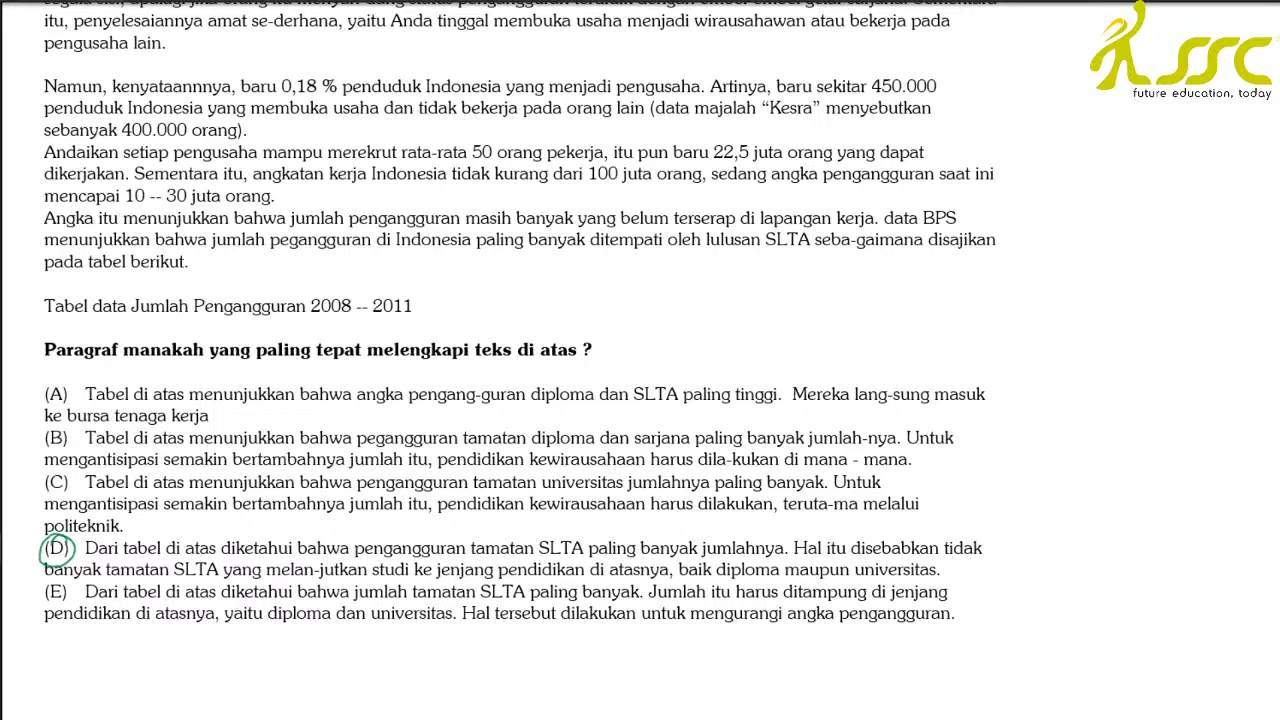 itu, penyelesaiannya amat se-derhana, yaitu Anda tinggal membuka usaha menjadi wirausahawan atau bekerja pada
pengusaha lain.
Namun, kenyataannnya, baru 0,18 % penduduk Indonesia yang menjadi pengusaha. Artinya, baru sekitar 450.000
penduduk Indonesia yang membuka usaha dan tidak bekerja pada orang lain (data majalah “Kesra” menyebutkan
sebanyak 400.000 orang).
Andaikan setiap pengusaha mampu merekrut rata-rata 50 orang pekerja, itu pun baru 22,5 juta orang yang dapat
dikerjakan. Sementara itu, angkatan kerja Indonesia tidak kurang dari 100 juta orang, sedang angka pengangguran saat ini
mencapai 10 -- 30 juta orang.
Angka itu menunjukkan bahwa jumlah pengangguran masih banyak yang belum terserap di lapangan kerja. data BPS
menunjukkan bahwa jumlah pegangguran di Indonesia paling banyak ditempati oleh lulusan SLTA seba-gaimana disajikan
pada tabel berikut.
Tabel data Jumlah Pengangguran 2008 -- 2011
Paragraf manakah yang paling tepat melengkapi teks di atas ?
(A) Tabel di atas menunjukkan bahwa angka pengang-guran diploma dan SLTA paling tinggi. Mereka lang-sung masuk
ke bursa tenaga kerja
(B) Tabel di atas menunjukkan bahwa pegangguran tamatan diploma dan sarjana paling banyak jumlah-nya. Untuk
mengantisipasi semakin bertambahnya jumlah itu, pendidikan kewirausahaan harus dila-kukan di mana - mana.
(C) Tabel di atas menunjukkan bahwa pengangguran tamatan universitas jumlahnya paling banyak. Untuk
mengantisipasi semakin bertambahnya jumlah itu, pendidikan kewirausahaan harus dilakukan, teruta-ma melalui
politeknik.
(D) Dari tabel di atas diketahui bahwa pengangguran tamatan SLTA paling banyak jumlahnya. Hal itu disebabkan tidak
banyak tamatan SLTA yang melan-jutkan studi ke jenjang pendidikan di atasnya, baik diploma maupun universitas.
(E) Dari tabel di atas diketahui bahwa jumlah tamatan SLTA paling banyak. Jumlah itu harus ditampung di jenjang
pendidikan di atasnya, yaitu diploma dan universitas. Hal tersebut dilakukan untuk mengurangi angka pengangguran.
SSC
future education, today